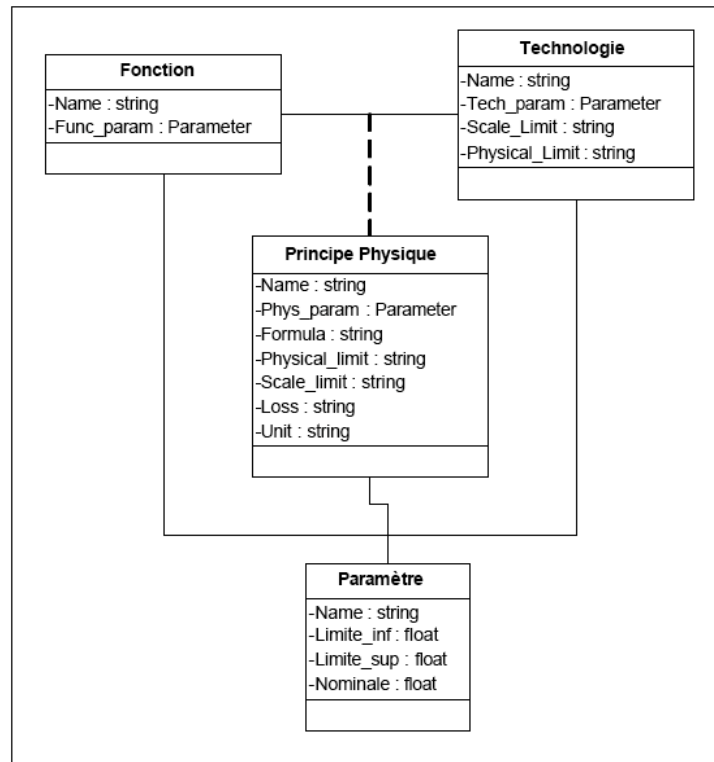 Fonction
-Name : string
-Func_param : Parameter
Technologie
-Name : string
-Tech_param : Parameter
-Scale_Limit : string
-Physical_Limit : string
Principe Physique
-Name : string
-Phys_param : Parameter
-Formula : string
-Physical_limit : string
-Scale_limit : string
-Loss : string
-Unit : string
Paramètre
-Name : string
-Limite_inf : float
-Limite_sup : float
-Nominale : float